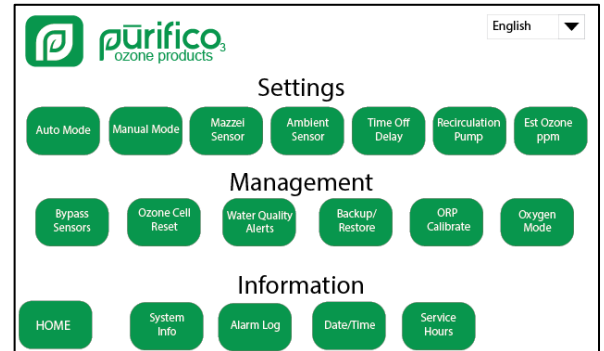 pūrifico3
ozone products
English
Settings
Auto Mode
Manual Mode
Mazzei
Sensor
Ambient
Sensor
Time Off
Delay
Recirculation
Pump
Est Ozone
ppm
Management
Bypass
Sensors
Ozone Cell
Reset
Water Quality
Alerts
Backup/
Restore
ORP
Calibrate
Oxygen
Mode
Information
HOME
System
Info
Alarm Log
Date/Time
Service
Hours